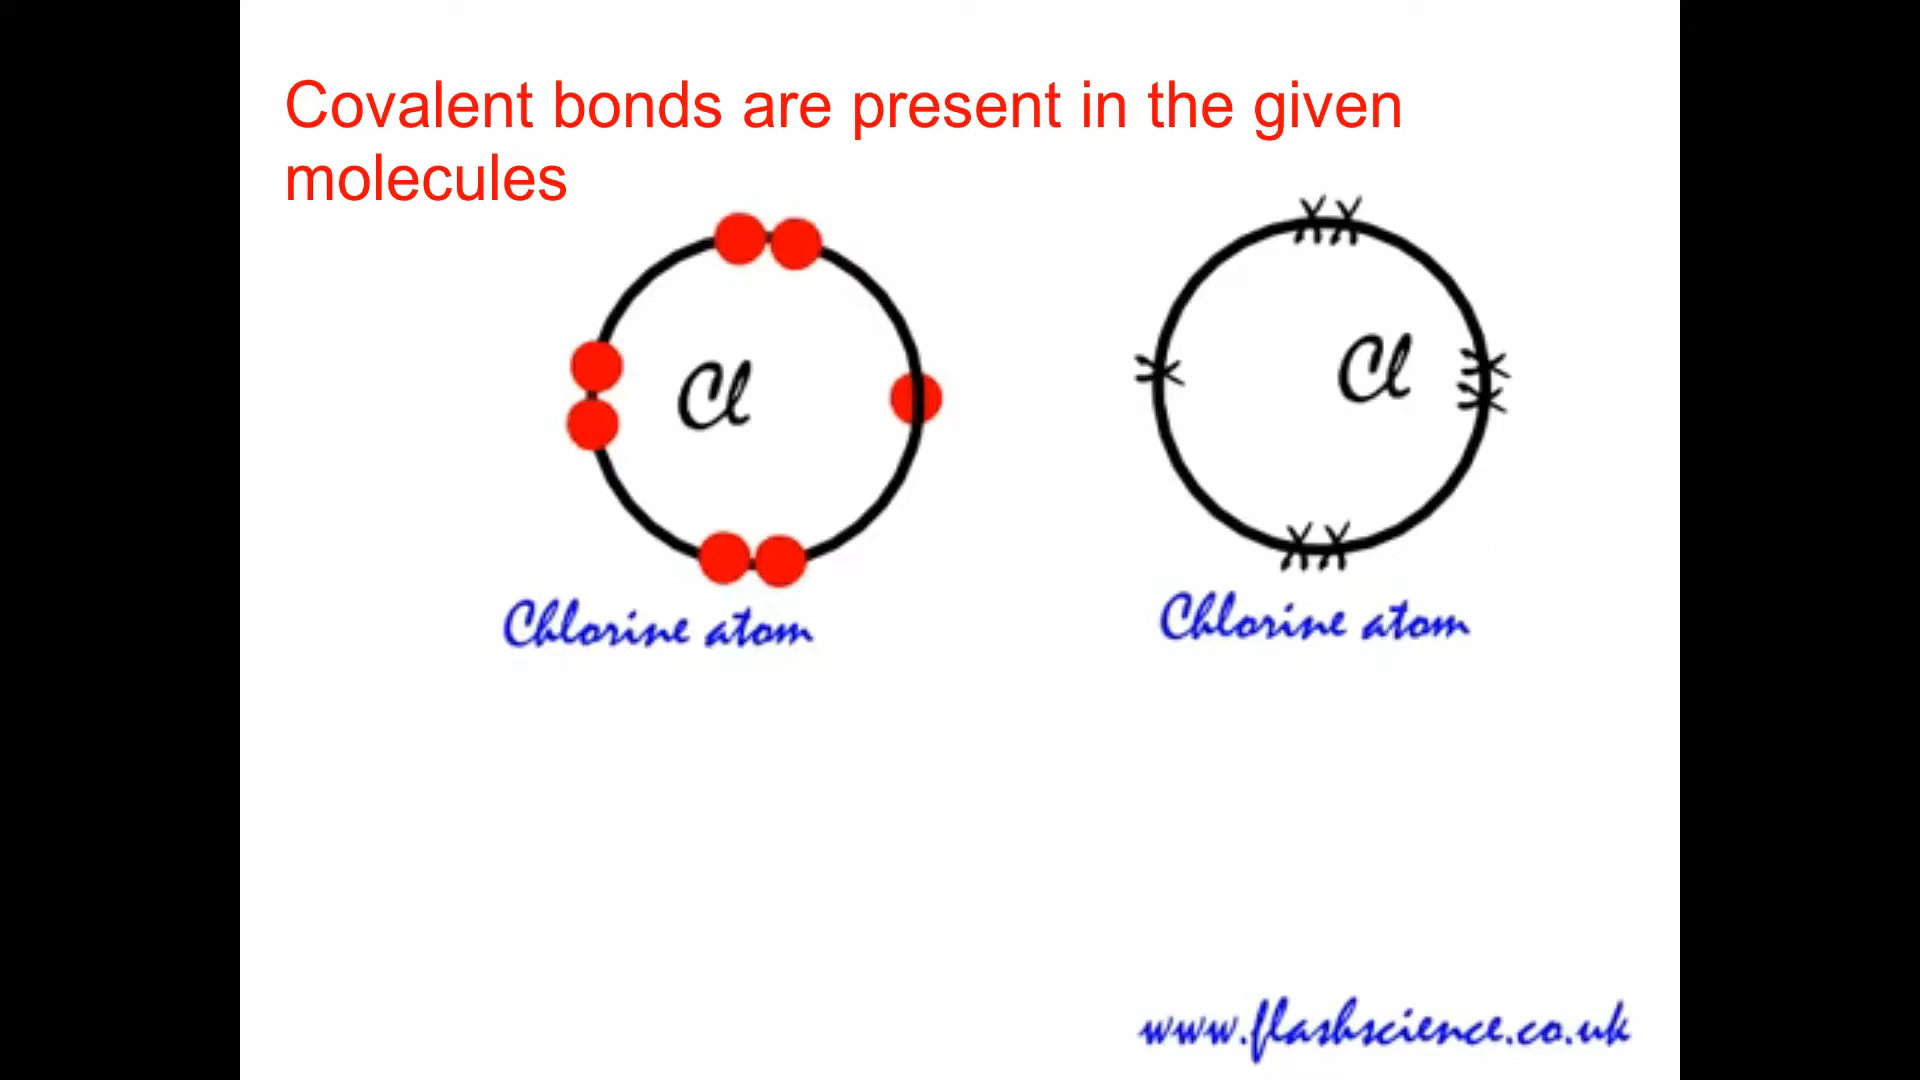 Covalent bonds are present in the given
molecules
Cl
Cl
Chlorine atom
Chlorine atom
www.flashscience.co.uk